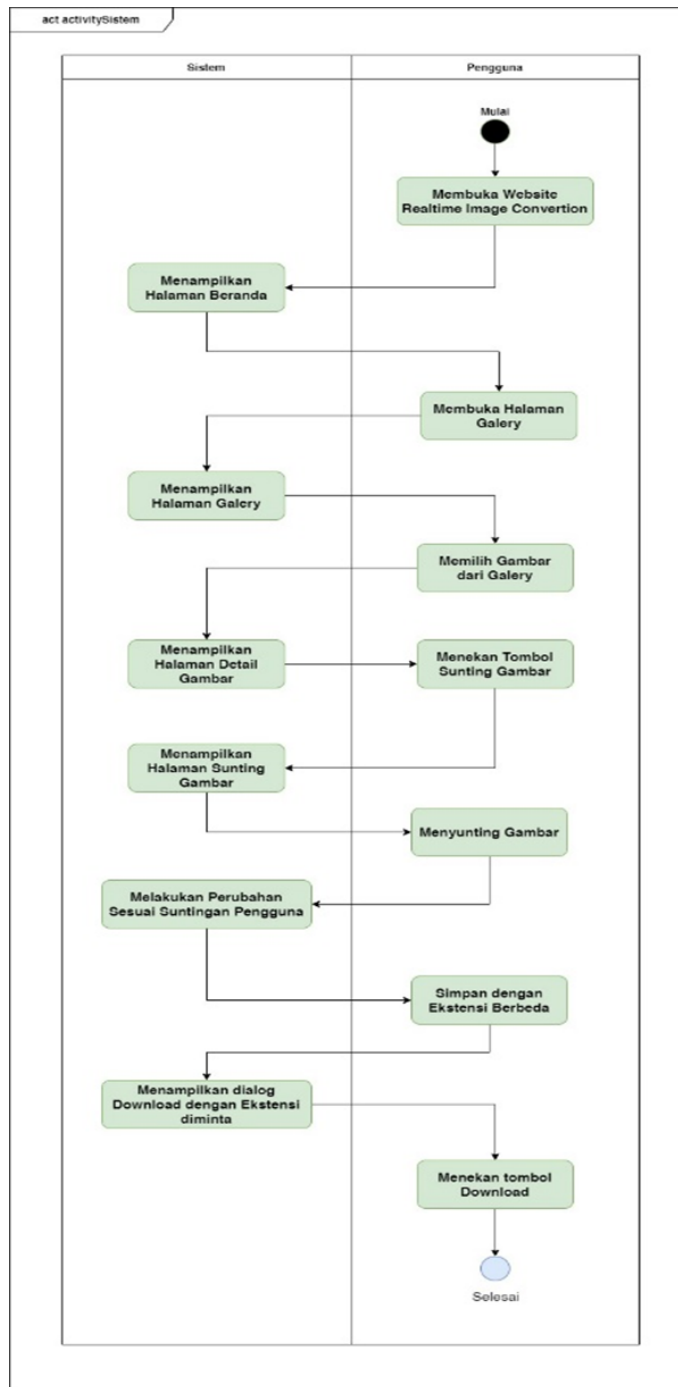 act activitySistem
Sistem
Pengguna
Mulai
Membuka Website
Realtime Image Convertion
Menampilkan
Halaman Beranda
Membuka Halaman
Galery
Menampilkan
Halaman Galery
Memilih Gambar
dari Galery
Menampilkan
Halaman Detail
Gambar
Menekan Tombol
Sunting Gambar
Menampilkan
Halaman Sunting
Gambar
Menyunting Gambar
Melakukan Perubahan
Sesuai Suntingan Pengguna
Simpan dengan
Ekstensi Berbeda
Menampilkan dialog
Download dengan Ekstensi
diminta
Menekan tombol
Download
Selesai